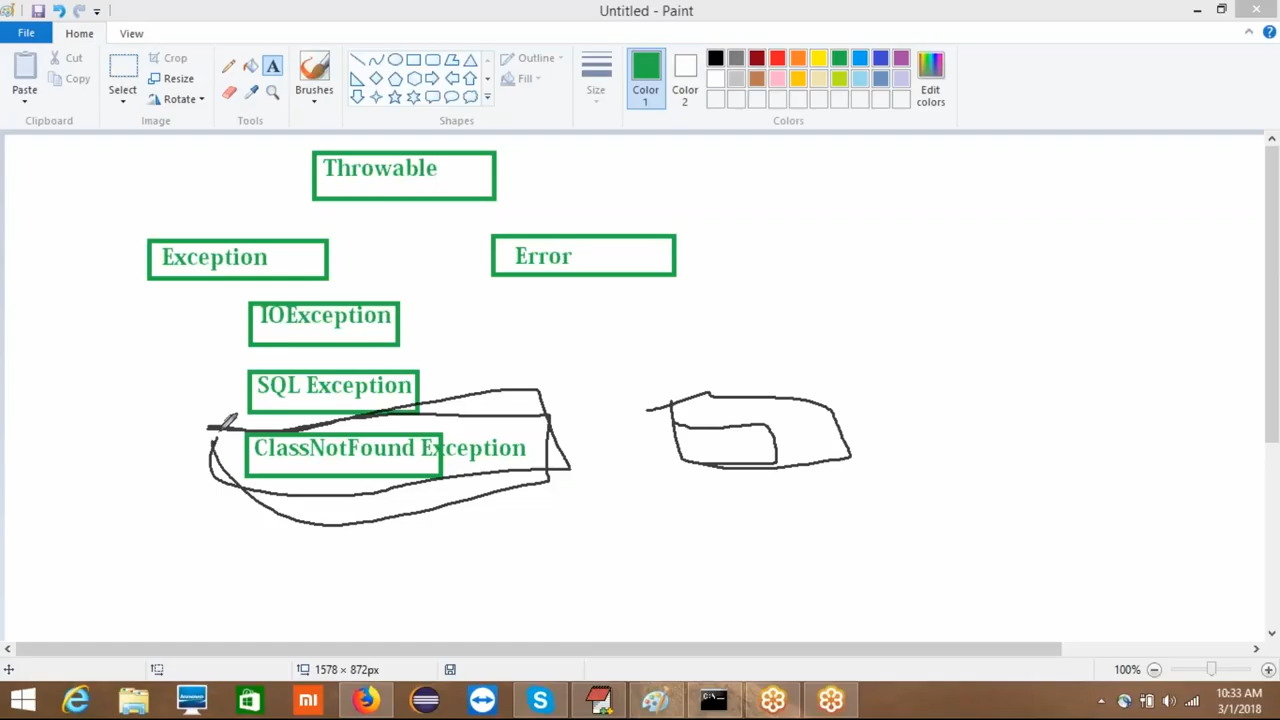 Untitled - Paint
File
Home
View
Paste
Cut
Copy
Clipboard
Select
Crop
Resize
Rotate
Image
A
Tools
Brushes
Outline
Fill
Shapes
Size
Color
1
Color
2
Edit
colors
Colors
Throwable
Exception
Error
IOException
SQL Exception
ClassNotFound Exception
1578 × 872px
100%
lenovo
mi
S
C:\
10:33 AM
3/1/2018